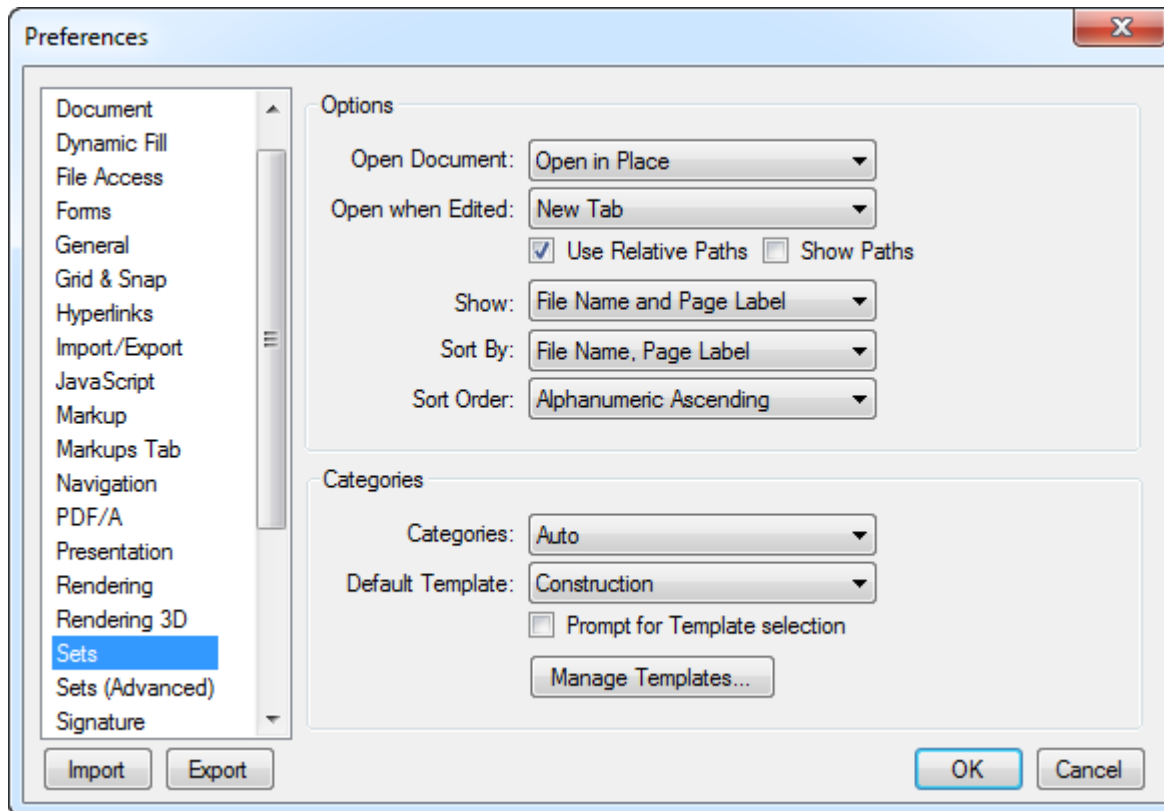 Preferences
Document
Dynamic Fill
File Access
Forms
General
Grid & Snap
Hyperlinks
Import/Export
JavaScript
Markup
Markups Tab
Navigation
PDF/A
Presentation
Rendering
Rendering 3D
Sets
Sets (Advanced)
Signature
Import Export
Options
Open Document: Open in Place
Open when Edited: New Tab
Use Relative Paths Show Paths
Show: File Name and Page Label
Sort By: File Name, Page Label
Sort Order: Alphanumeric Ascending
Categories
Categories: Auto
Default Template: Construction
Prompt for Template selection
Manage Templates...
OK Cancel